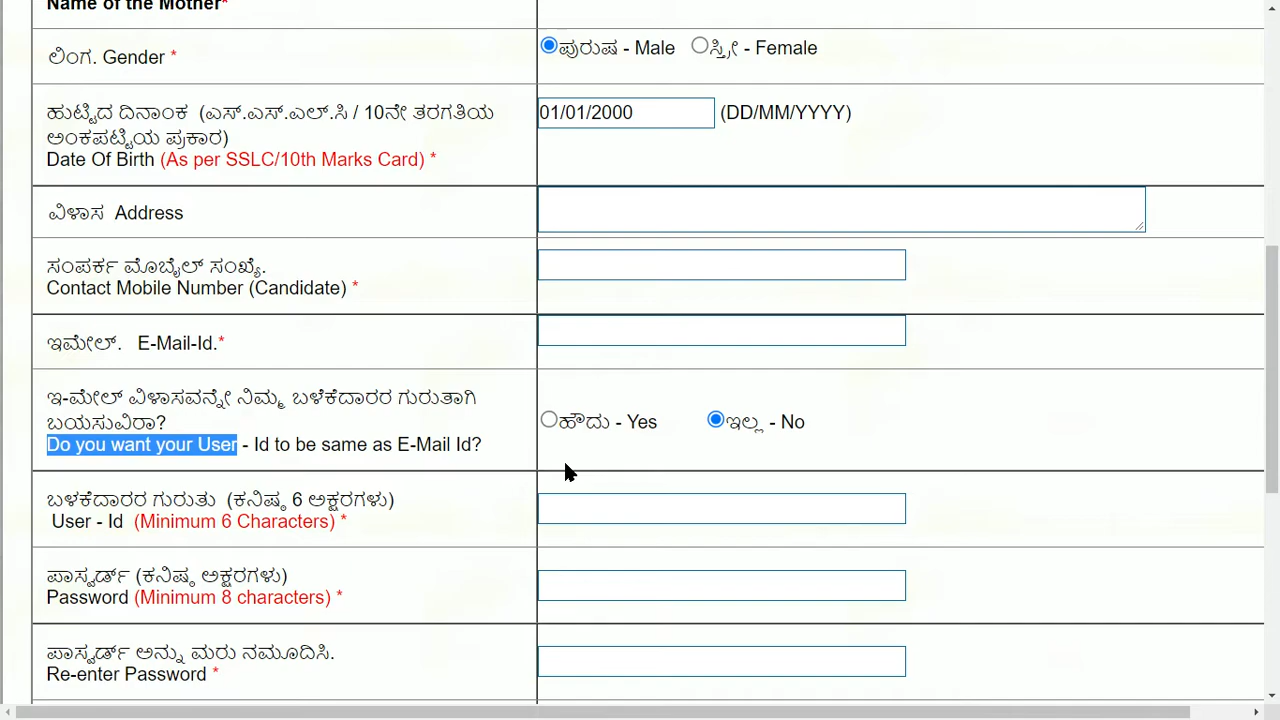 Name of the Mother*
ಲಿಂಗ. Gender *
ಪುರುಷ - Male ಸ್ತ್ರೀ - Female
ಹುಟ್ಟಿದ ದಿನಾಂಕ (ಎಸ್.ಎಸ್.ಎಲ್.ಸಿ / 10ನೇ ತರಗತಿಯ
ಅಂಕಪಟ್ಟಿಯ ಪ್ರಕಾರ)
Date Of Birth (As per SSLC/10th Marks Card) *
01/01/2000 (DD/MM/YYYY)
ವಿಳಾಸ Address
ಸಂಪರ್ಕ ಮೊಬೈಲ್ ಸಂಖ್ಯೆ.
Contact Mobile Number (Candidate) *
ಇಮೇಲ್. E-Mail-Id.*
ಇ-ಮೇಲ್ ವಿಳಾಸವನ್ನೇ ನಿಮ್ಮ ಬಳಕೆದಾರರ ಗುರುತಾಗಿ
ಬಯಸುವಿರಾ?
Do you want your User - Id to be same as E-Mail Id?
ಹೌದು - Yes ಇಲ್ಲ - No
ಬಳಕೆದಾರರ ಗುರುತು (ಕನಿಷ್ಠ 6 ಅಕ್ಷರಗಳು)
User - Id (Minimum 6 Characters) *
ಪಾಸ್ವರ್ಡ್ (ಕನಿಷ್ಠ ಅಕ್ಷರಗಳು)
Password (Minimum 8 characters) *
ಪಾಸ್ವರ್ಡ್ ಅನ್ನು ಮರು ನಮೂದಿಸಿ.
Re-enter Password *